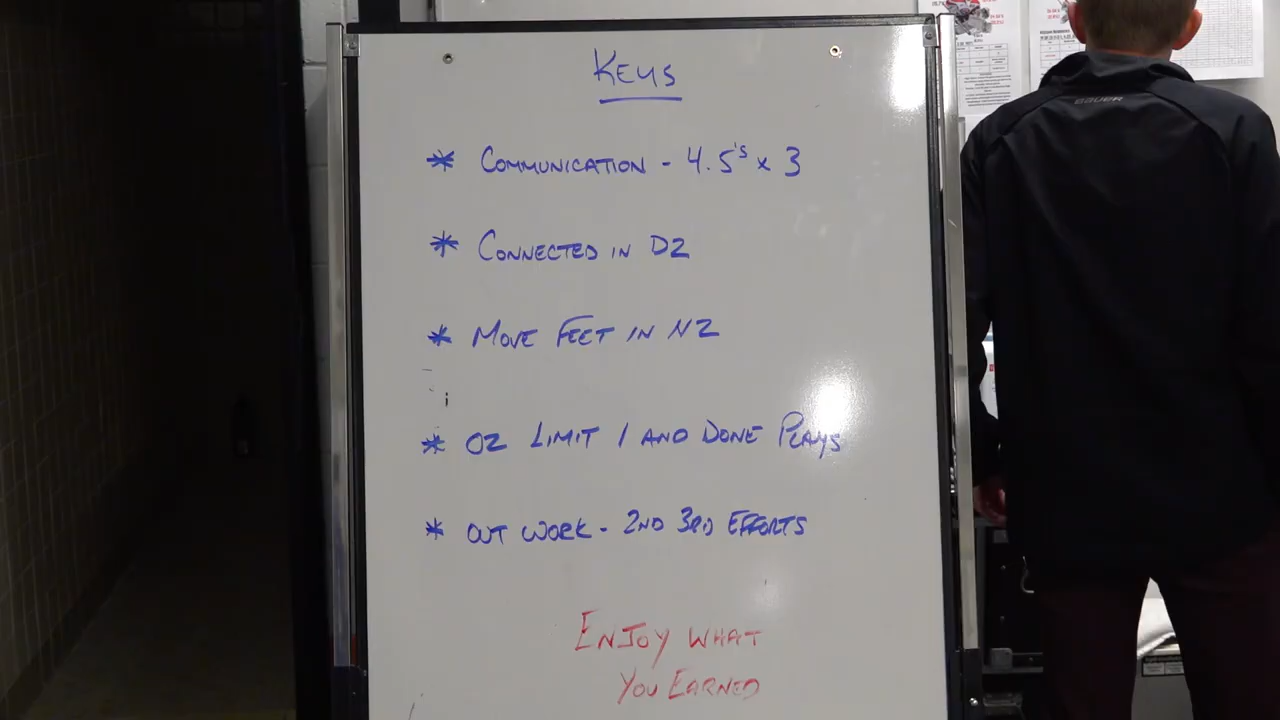 KEYS
* COMMUNICATION - 4.5's x 3
* CONNECTED IN DZ
* MOVE FEET IN NZ
* OZ LIMIT 1 AND DONE PLAYS
* OUT WORK - 2ND 3RD EFFORTS
ENJOY WHAT
YOU EARNED
BAUER